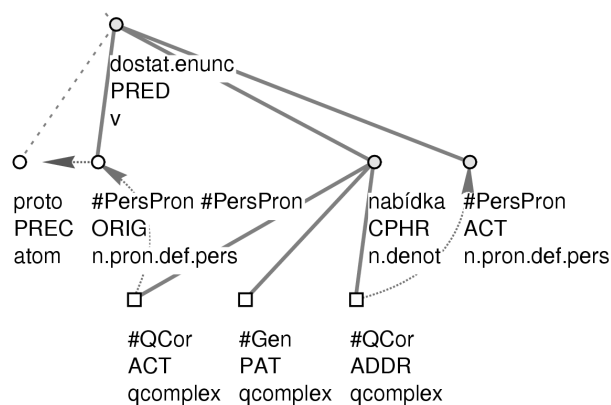 dostat.enunc
PRED
v
proto #PersPron #PersPron nabídka #PersPron
PREC ORIG CPHR ACT
atom n.pron.def.pers n.denot n.pron.def.pers
#QCor #Gen #QCor
ACT PAT ADDR
qcomplex qcomplex qcomplex